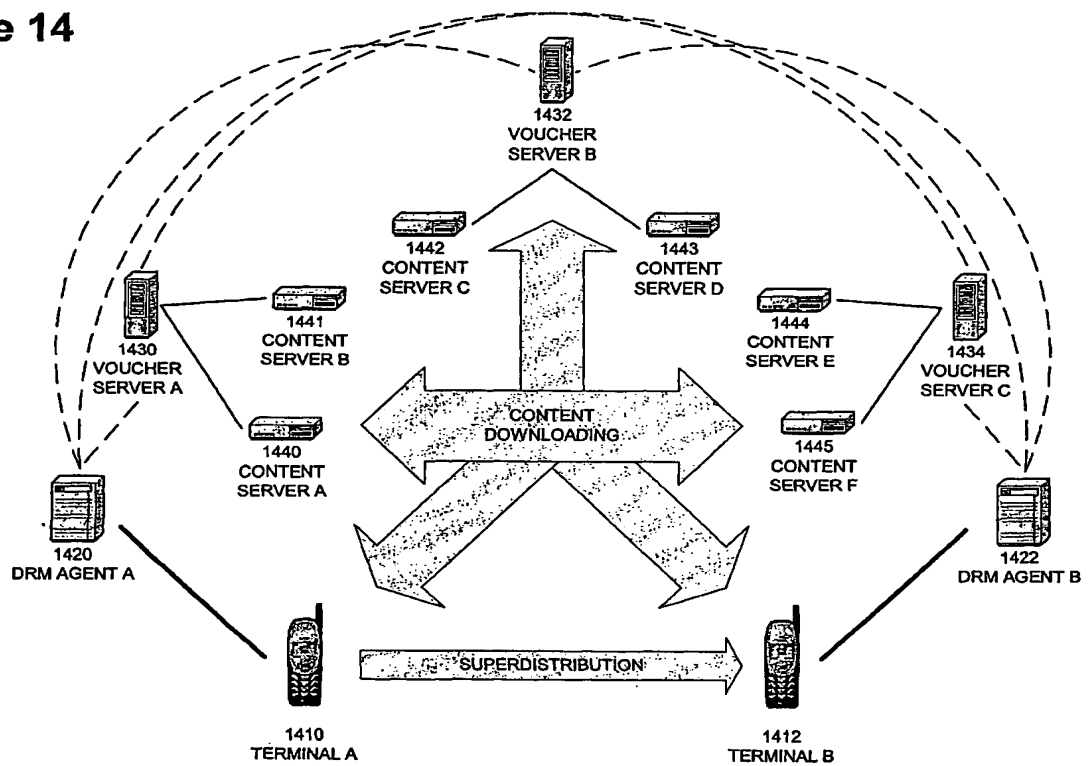 e 14
1432
VOUCHER
SERVER B
1442
CONTENT
SERVER C
1443
CONTENT
SERVER D
1430
VOUCHER
SERVER A
1441
CONTENT
SERVER B
1444
CONTENT
SERVER E
1434
VOUCHER
SERVER C
CONTENT
DOWNLOADING
1440
CONTENT
SERVER A
1445
CONTENT
SERVER F
1420
DRM AGENT A
1422
DRM AGENT B
SUPERDISTRIBUTION
1410
TERMINAL A
1412
TERMINAL B